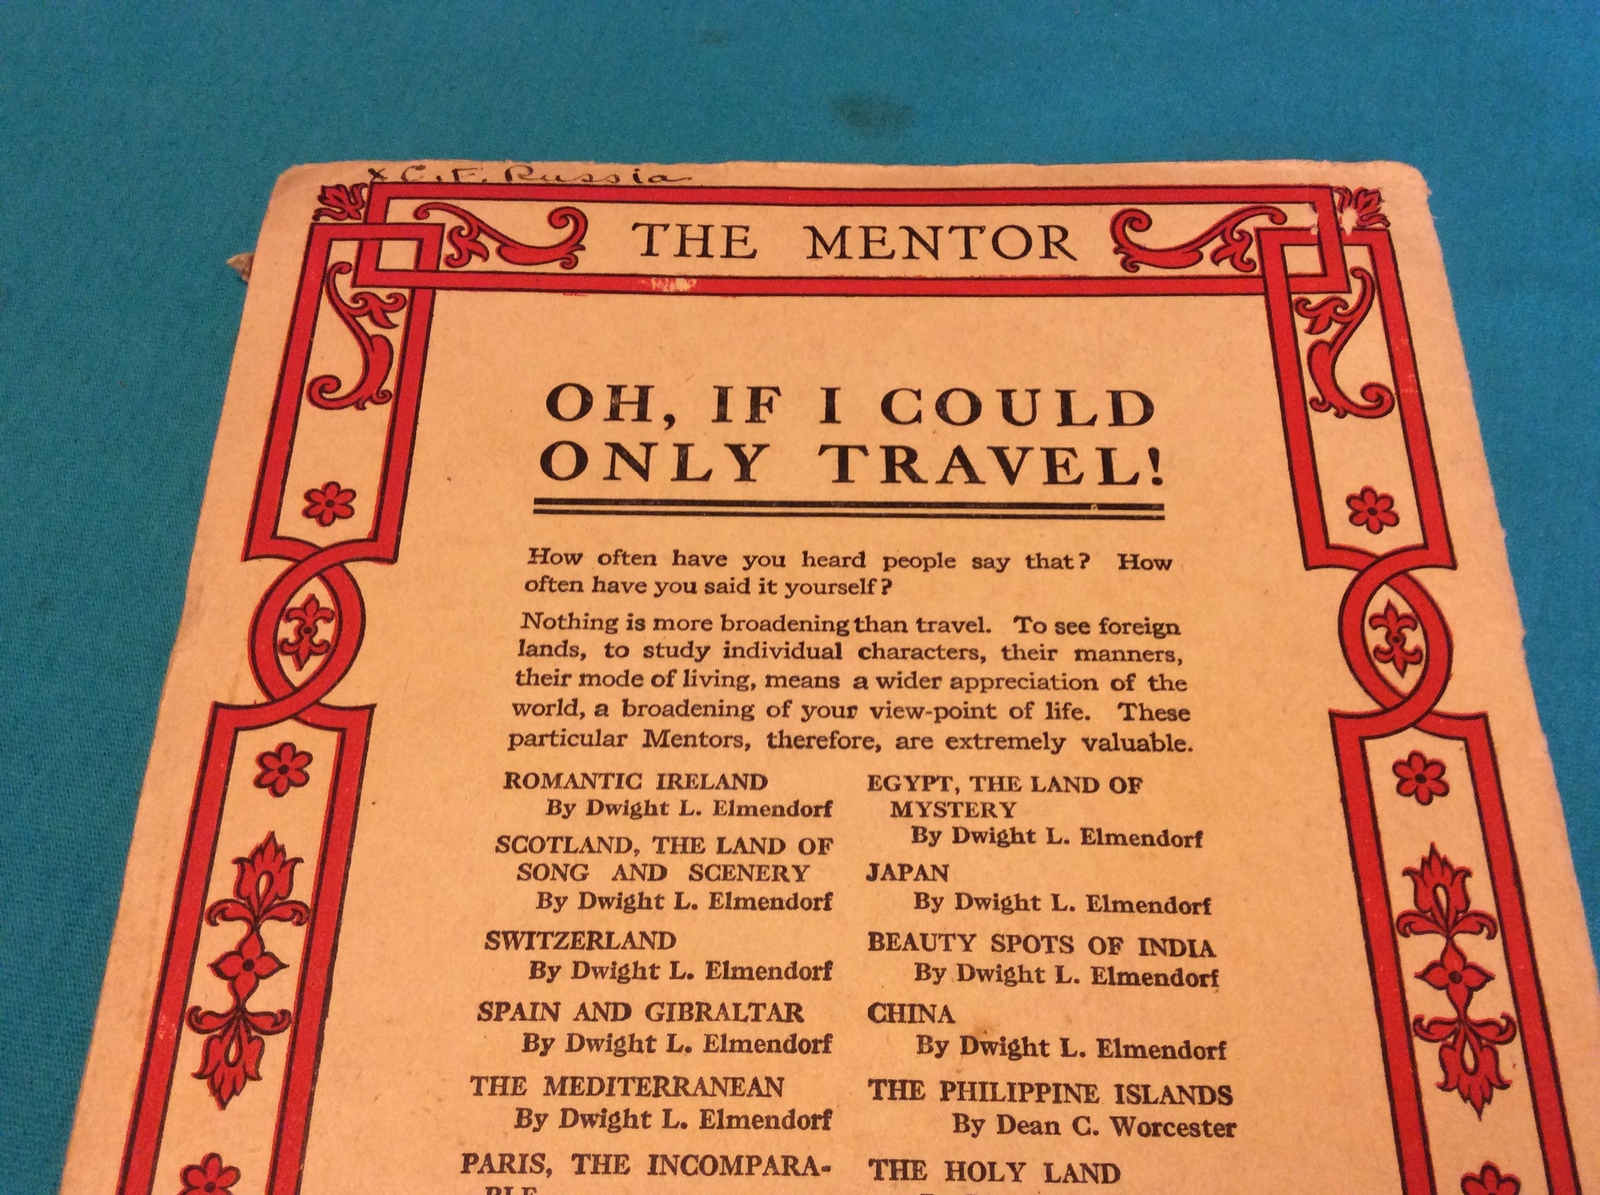 x C. F. Russia
THE MENTOR
OH, IF I COULD
ONLY TRAVEL!
How often have you heard people say that? How
often have you said it yourself?
Nothing is more broadening than travel. To see foreign
lands, to study individual characters, their manners,
their mode of living, means a wider appreciation of the
world, a broadening of your view-point of life. These
particular Mentors, therefore, are extremely valuable.
ROMANTIC IRELAND
By Dwight L. Elmendorf
SCOTLAND, THE LAND OF
SONG AND SCENERY
By Dwight L. Elmendorf
SWITZERLAND
By Dwight L. Elmendorf
SPAIN AND GIBRALTAR
By Dwight L. Elmendorf
THE MEDITERRANEAN
By Dwight L. Elmendorf
PARIS, THE INCOMPARA-
BLE
EGYPT, THE LAND OF
MYSTERY
By Dwight L. Elmendorf
JAPAN
By Dwight L. Elmendorf
BEAUTY SPOTS OF INDIA
By Dwight L. Elmendorf
CHINA
By Dwight L. Elmendorf
THE PHILIPPINE ISLANDS
By Dean C. Worcester
THE HOLY LAND